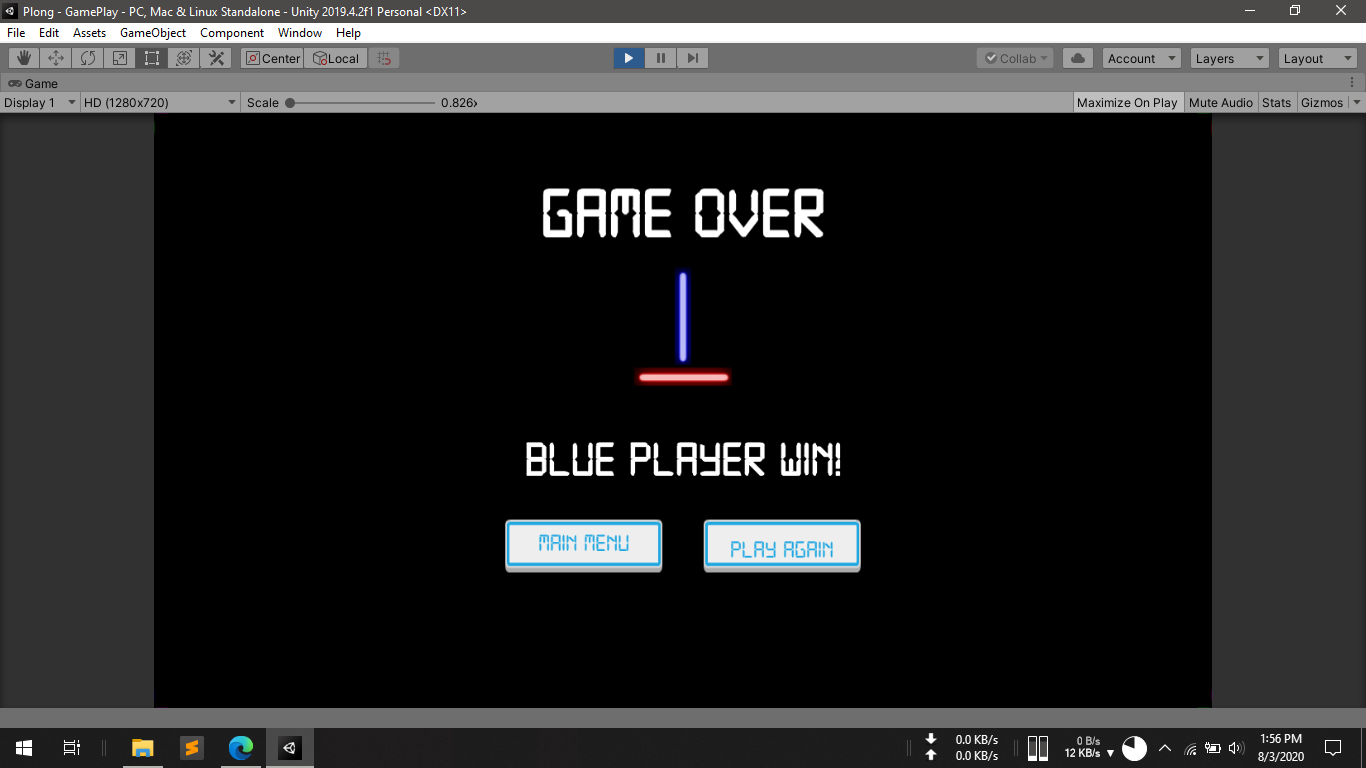 Plong - GamePlay - PC, Mac & Linux Standalone - Unity 2019.4.2f1 Personal <DX11>
File Edit Assets GameObject Component Window Help
Center Local Collab Account Layers Layout
Game
Display 1 HD (1280x720) Scale 0.826x Maximize On Play Mute Audio Stats Gizmos
GAME OVER
BLUE PLAYER WIN!
MAIN MENU PLAY AGAIN
0.0 KB/s 0 B/s 1:56 PM
0.0 KB/s 12 KB/s 8/3/2020